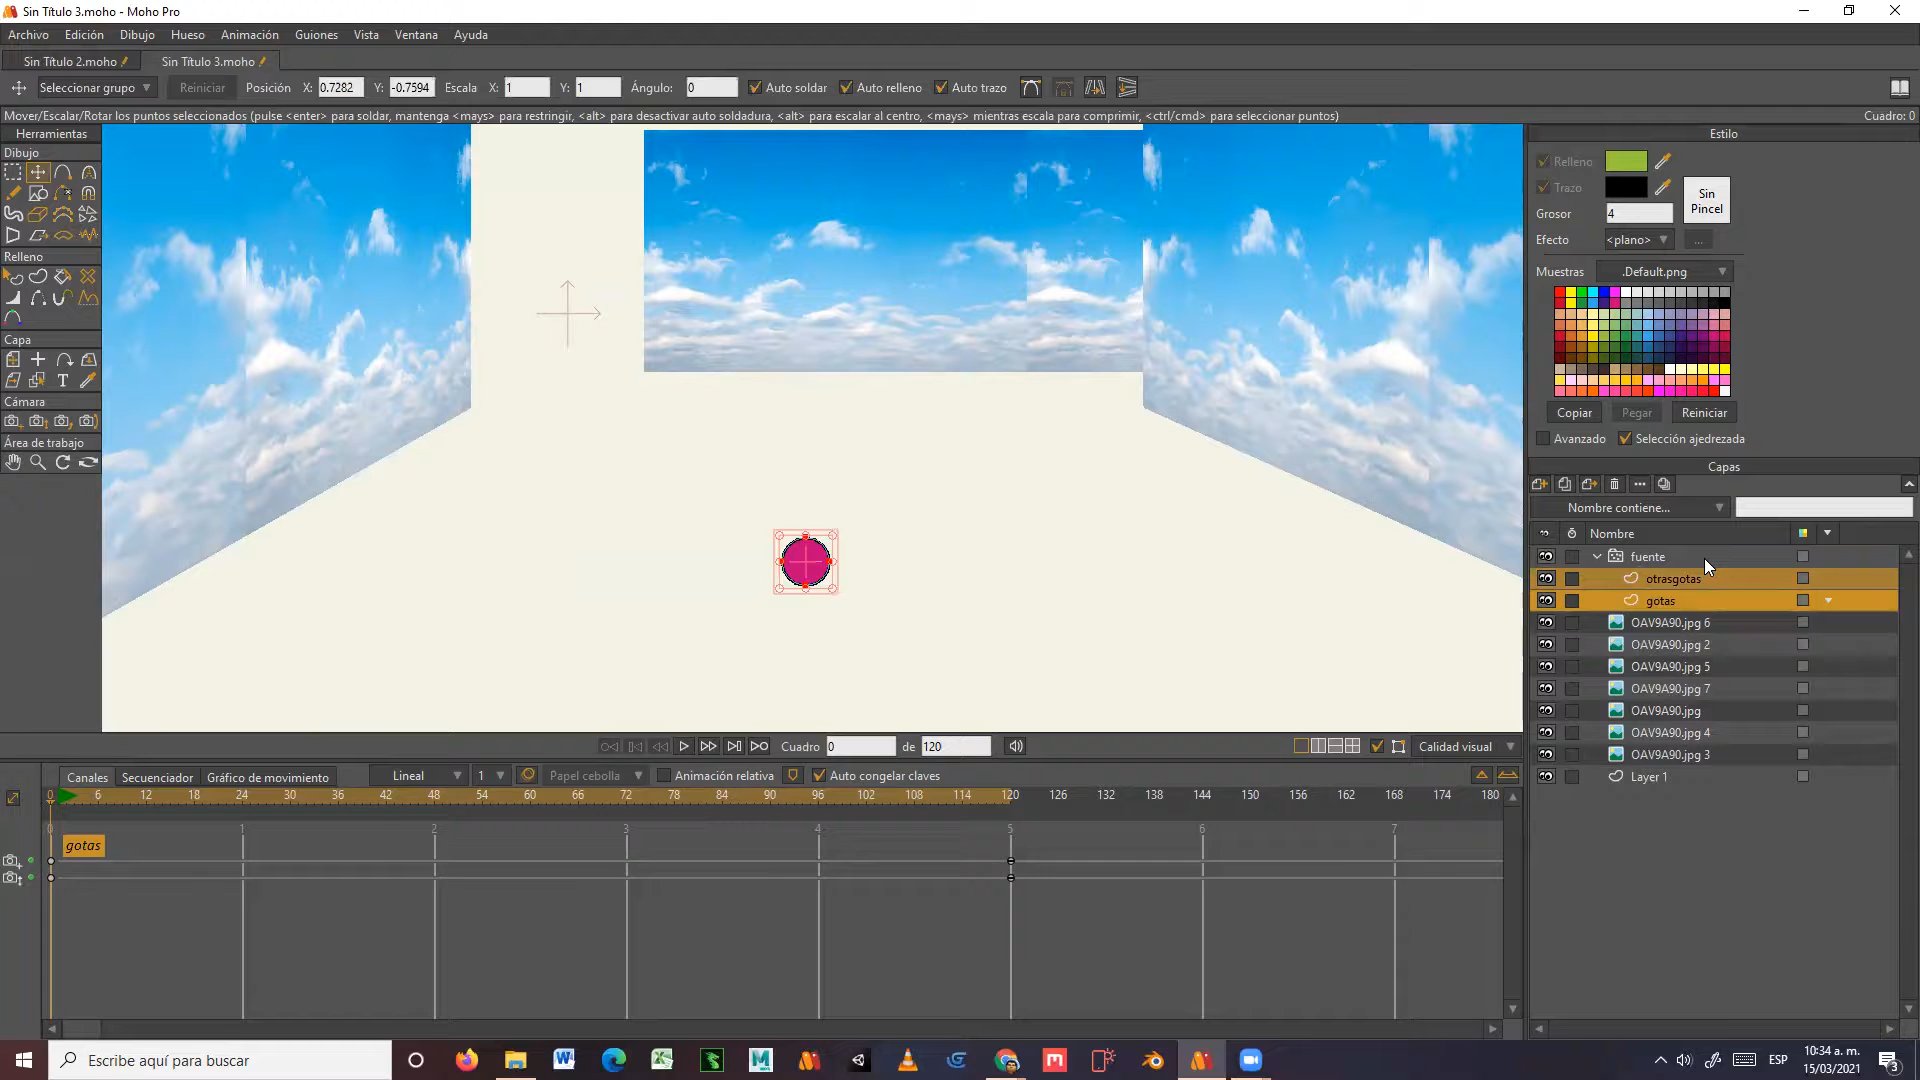 Sin Título 3.moho - Moho Pro
Archivo Edición Dibujo Hueso Animación Guiones Vista Ventana Ayuda
Sin Título 2.moho Sin Título 3.moho
Seleccionar grupo Reiniciar Posición X: 0.7282 Y: -0.7594 Escala X: 1 Y: 1 Ángulo: 0 Auto soldar Auto relleno Auto trazo
Mover/Escalar/Rotar los puntos seleccionados (pulse <enter> para soldar, mantenga <mays> para restringir, <alt> para desactivar auto soldadura, <alt> para escalar al centro, <mays> mientras escala para comprimir, <ctrl/cmd> para seleccionar puntos) Cuadro: 0
Herramientas
Dibujo
Relleno
Capa
Cámara
Área de trabajo
Estilo
Relleno
Trazo
Sin Pincel
Grosor 4
Efecto <plano> ...
Muestras .Default.png
Copiar Pegar Reiniciar
Avanzado Selección ajedrezada
Capas
Nombre contiene...
Nombre
fuente
otrasgotas
gotas
OAV9A90.jpg 6
OAV9A90.jpg 2
OAV9A90.jpg 5
OAV9A90.jpg 7
OAV9A90.jpg
OAV9A90.jpg 4
OAV9A90.jpg 3
Layer 1
Cuadro 0 de 120 Calidad visual
Canales Secuenciador Gráfico de movimiento Lineal 1 Papel cebolla Animación relativa Auto congelar claves
0 6 12 18 24 30 36 42 48 54 60 66 72 78 84 90 96 102 108 114 120 126 132 138 144 150 156 162 168 174 180
0 1 2 3 4 5 6 7
gotas
Escribe aquí para buscar
ESP
10:34 a. m.
15/03/2021
3